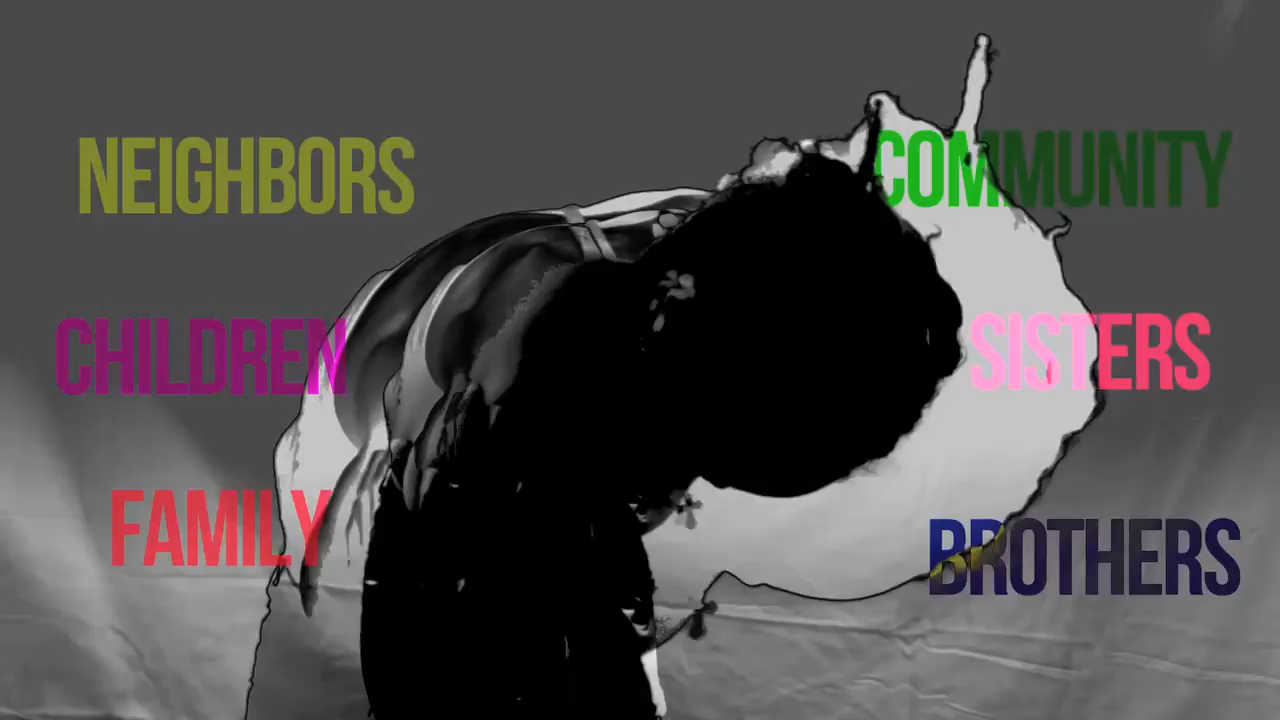 NEIGHBORS
COMMUNITY
CHILDREN
SISTERS
FAMILY
BROTHERS